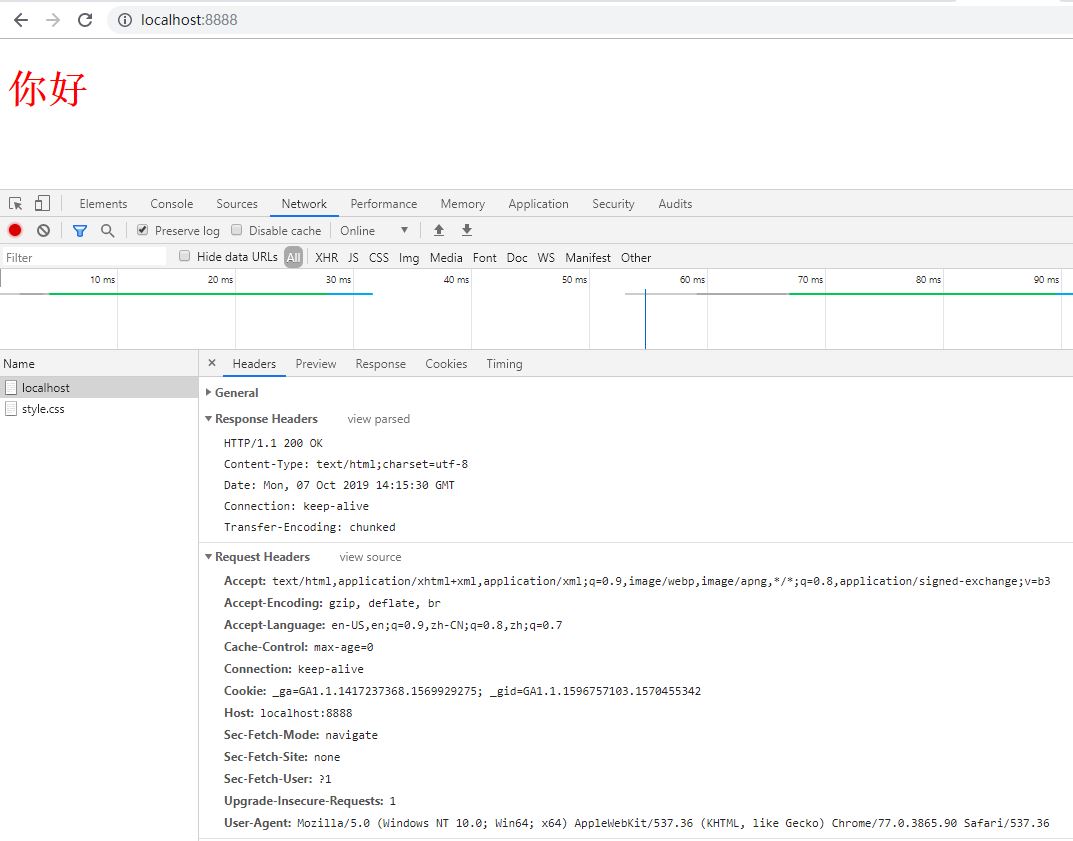 localhost:8888
你好
Elements Console Sources Network Performance Memory Application Security Audits
Preserve log Disable cache Online
Filter Hide data URLs All XHR JS CSS Img Media Font Doc WS Manifest Other
10 ms 20 ms 30 ms 40 ms 50 ms 60 ms 70 ms 80 ms 90 ms
Name × Headers Preview Response Cookies Timing
localhost
style.css
General
Response Headers view parsed
HTTP/1.1 200 OK
Content-Type: text/html;charset=utf-8
Date: Mon, 07 Oct 2019 14:15:30 GMT
Connection: keep-alive
Transfer-Encoding: chunked
Request Headers view source
Accept: text/html,application/xhtml+xml,application/xml;q=0.9,image/webp,image/apng,*/*;q=0.8,application/signed-exchange;v=b3
Accept-Encoding: gzip, deflate, br
Accept-Language: en-US,en;q=0.9,zh-CN;q=0.8,zh;q=0.7
Cache-Control: max-age=0
Connection: keep-alive
Cookie: _ga=GA1.1.1417237368.1569929275; _gid=GA1.1.1596757103.1570455342
Host: localhost:8888
Sec-Fetch-Mode: navigate
Sec-Fetch-Site: none
Sec-Fetch-User: ?1
Upgrade-Insecure-Requests: 1
User-Agent: Mozilla/5.0 (Windows NT 10.0; Win64; x64) AppleWebKit/537.36 (KHTML, like Gecko) Chrome/77.0.3865.90 Safari/537.36